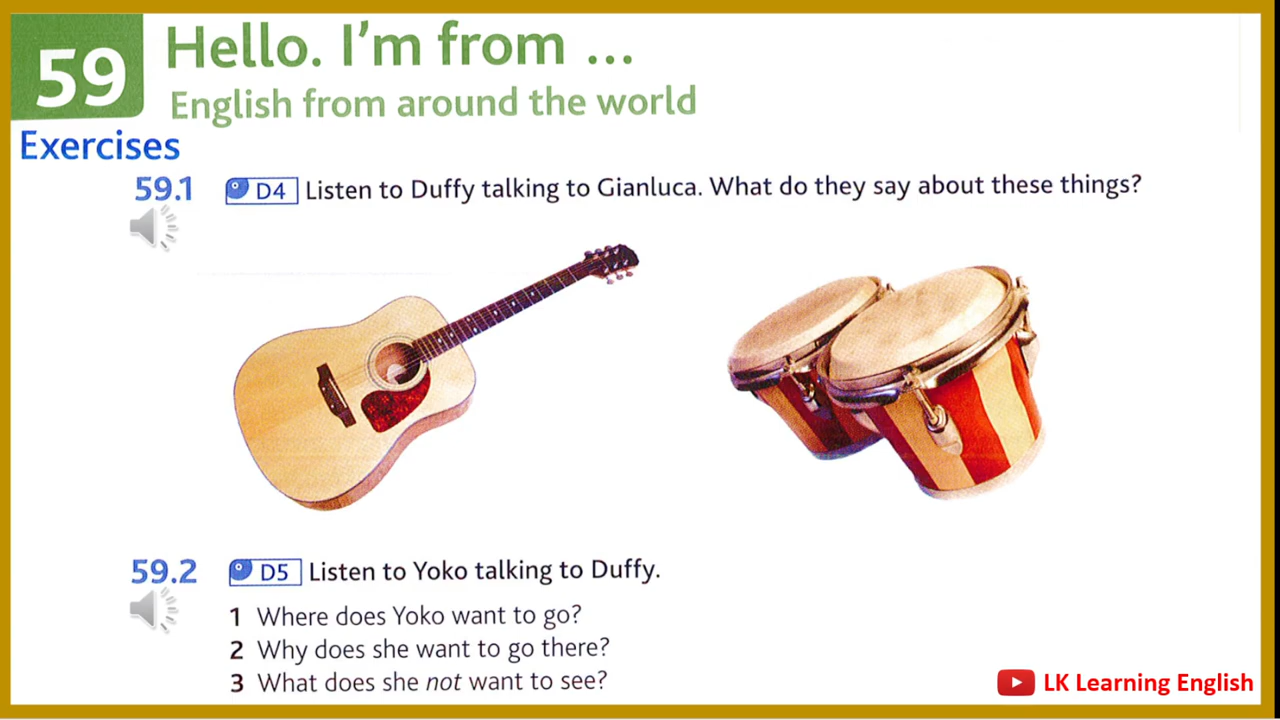 59
Hello. I'm from ...
English from around the world
Exercises
59.1 D4 Listen to Duffy talking to Gianluca. What do they say about these things?
59.2 D5 Listen to Yoko talking to Duffy.
1 Where does Yoko want to go?
2 Why does she want to go there?
3 What does she not want to see?
LK Learning English